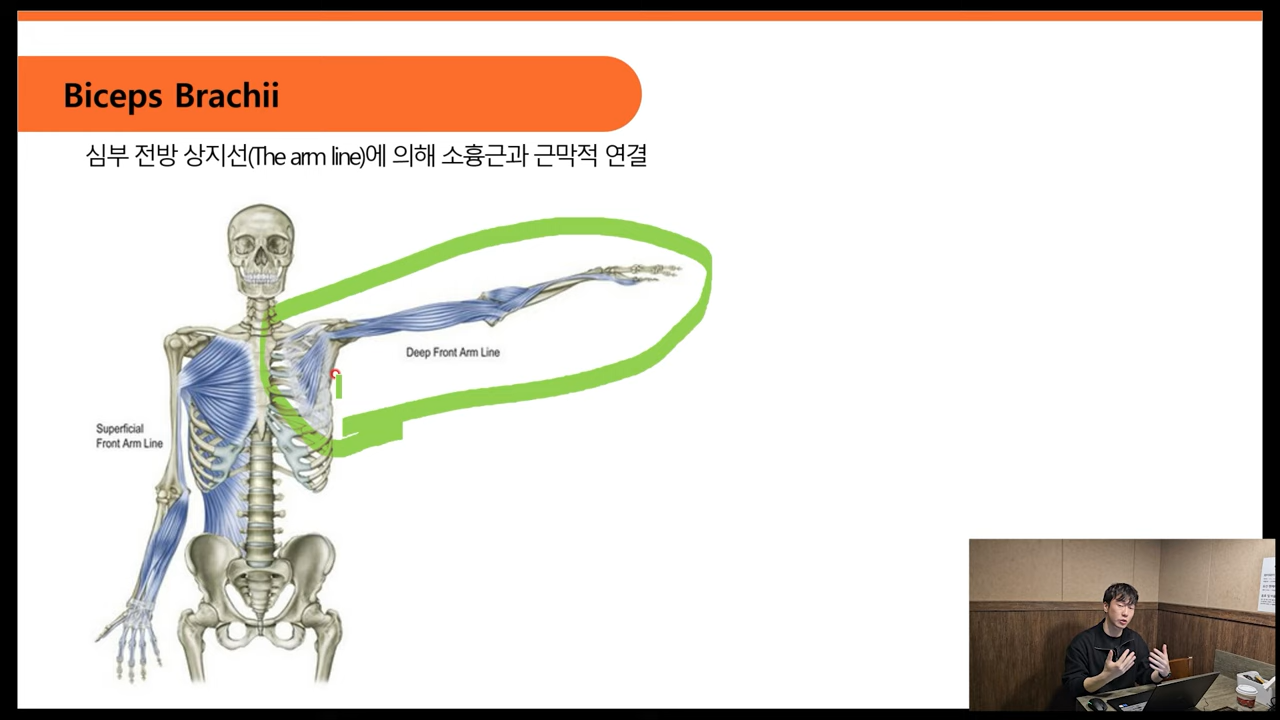 Biceps Brachii
심부 전방 상지선(The arm line)에 의해 소흉근과 근막적 연결
Deep Front Arm Line
Superficial
Front Arm Line